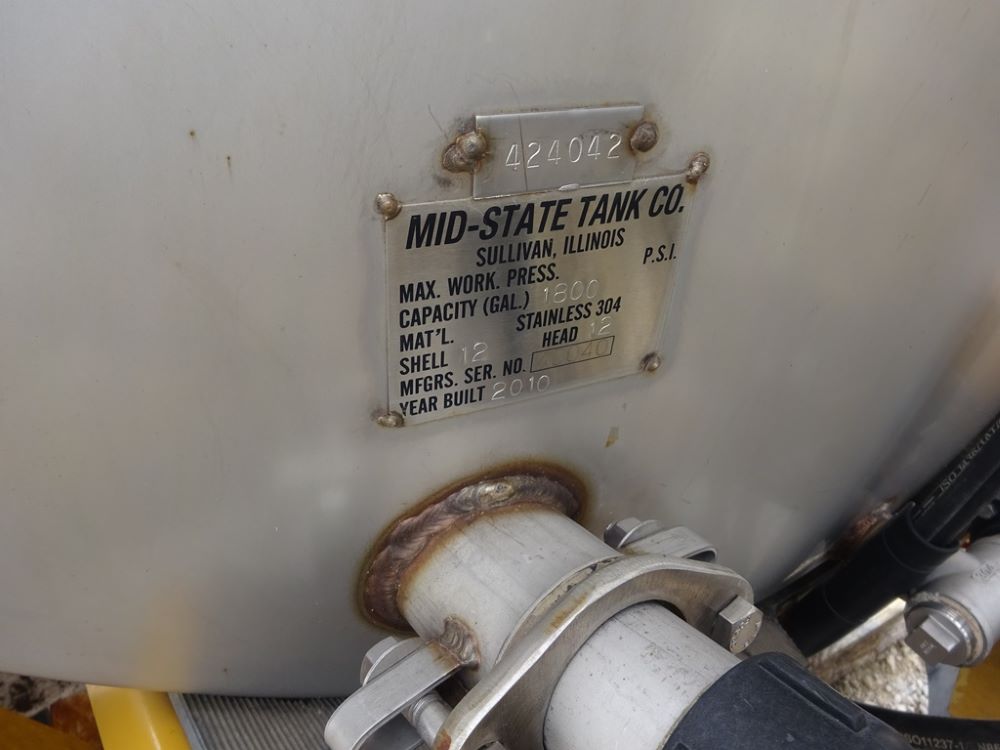 424042
MID-STATE TANK CO.
SULLIVAN, ILLINOIS
MAX. WORK. PRESS. P.S.I.
CAPACITY (GAL.) 1800
MAT'L. STAINLESS 304
SHELL 12 HEAD 12
MFGRS. SER. NO.
YEAR BUILT 2010